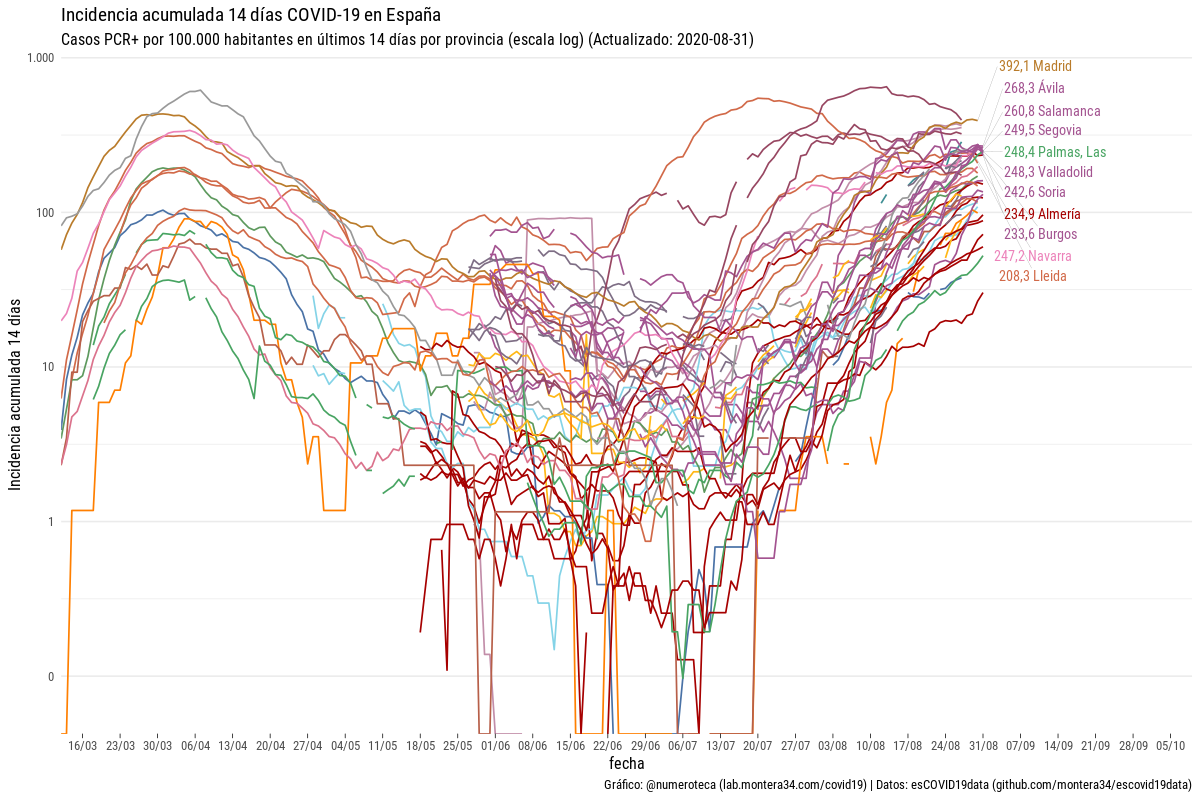 Incidencia acumulada 14 días COVID-19 en España
Casos PCR+ por 100.000 habitantes en últimos 14 días por provincia (escala log) (Actualizado: 2020-08-31)
1.000
100
10
1
0
Incidencia acumulada 14 días
392,1 Madrid
268,3 Ávila
260,8 Salamanca
249,5 Segovia
248,4 Palmas, Las
248,3 Valladolid
242,6 Soria
234,9 Almería
233,6 Burgos
247,2 Navarra
208,3 Lleida
16/03 23/03 30/03 6/04 13/04 20/04 27/04 04/05 11/05 18/05 25/05 01/06 08/06 15/06 22/06 29/06 06/07 13/07 20/07 27/07 03/08 10/08 17/08 24/08 31/08 07/09 14/09 21/09 28/09 05/10
fecha
Gráfico: @numeroteca (lab.montera34.com/covid19) | Datos: esCOVID19data (github.com/montera34/escovid19data)